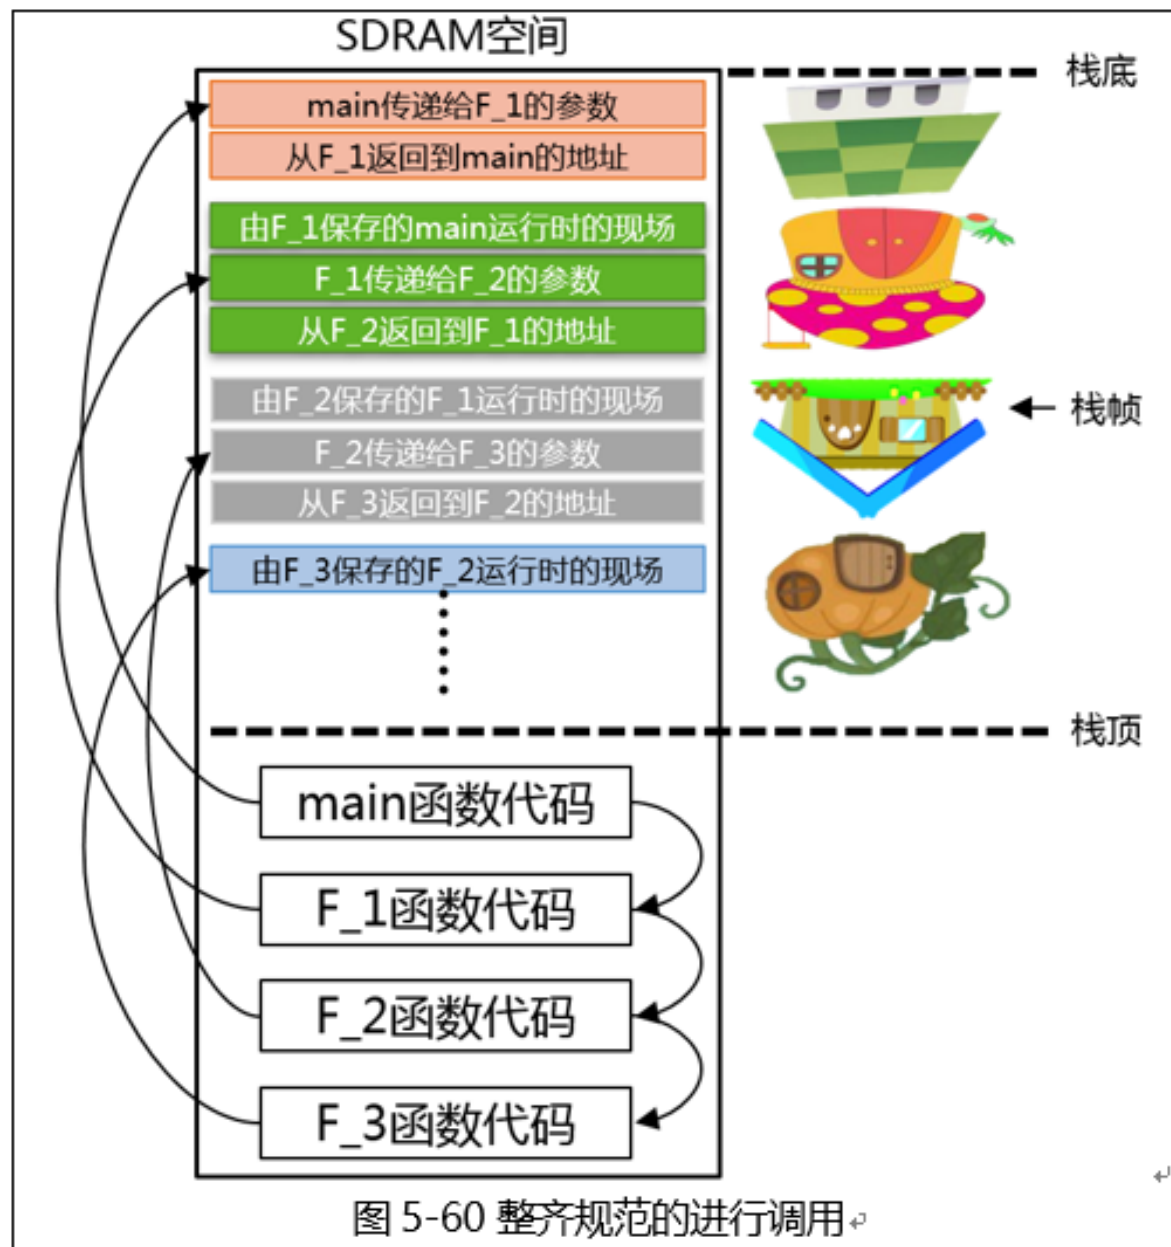 SDRAM空间
栈底
main传递给F_1的参数
从F_1返回到main的地址
由F_1保存的main运行时的现场
F_1传递给F_2的参数
从F_2返回到F_1的地址
由F_2保存的F_1运行时的现场
栈帧
F_2传递给F_3的参数
从F_3返回到F_2的地址
由F_3保存的F_2运行时的现场
栈顶
main函数代码
F_1函数代码
F_2函数代码
F_3函数代码
图 5-60 整齐规范的进行调用